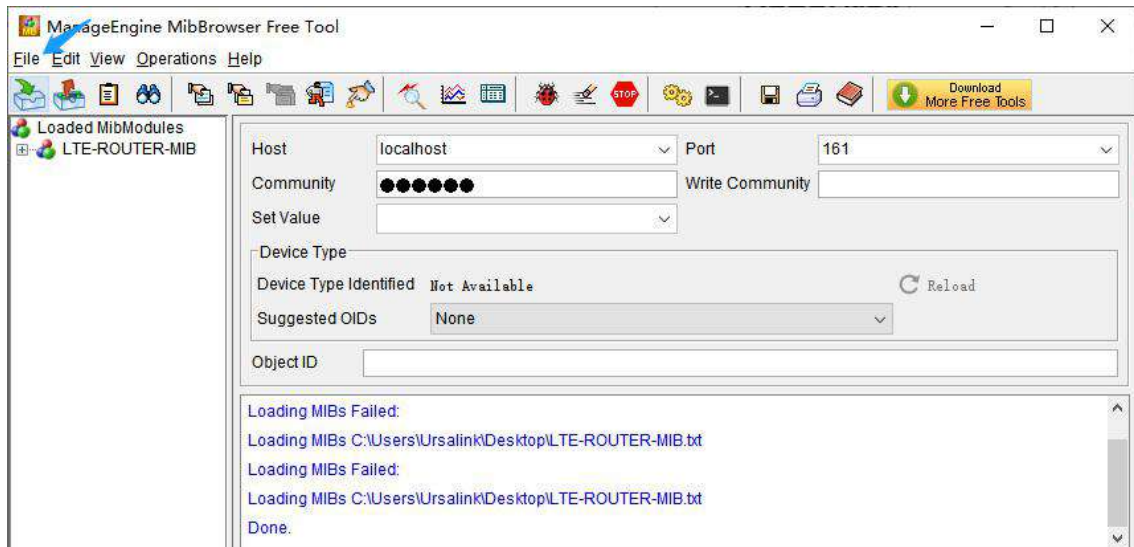 ManageEngine MibBrowser Free Tool
File Edit View Operations Help
STOP
Download
More Free Tools
Loaded MibModules
LTE-ROUTER-MIB
Host localhost Port 161
Community ●●●●●● Write Community
Set Value
Device Type
Device Type Identified Not Available Reload
Suggested OIDs None
Object ID
Loading MIBs Failed:
Loading MIBs C:\Users\Ursalink\Desktop\LTE-ROUTER-MIB.txt
Loading MIBs Failed:
Loading MIBs C:\Users\Ursalink\Desktop\LTE-ROUTER-MIB.txt
Done.